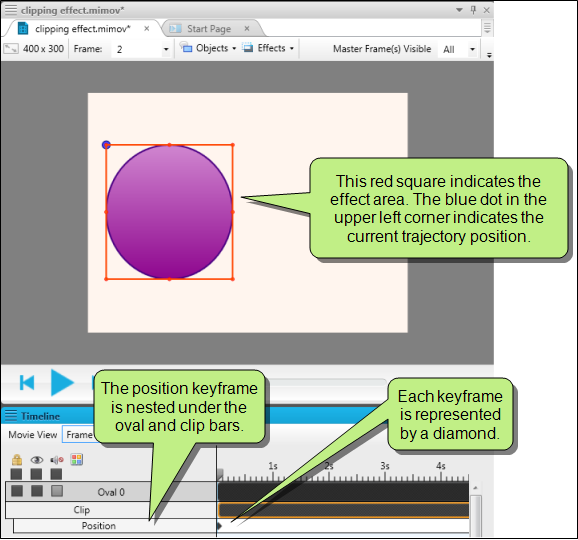 clipping effect.mimov*
clipping effect.mimov* × Start Page ×
400 x 300 Frame: 2 Objects Effects Master Frame(s) Visible All
This red square indicates the
effect area. The blue dot in the
upper left corner indicates the
current trajectory position.
The position keyframe
is nested under the
oval and clip bars.
Each keyframe
is represented
by a diamond.
Timeline
Movie View Frame
1s 2s 3s 4s
Oval 0
Clip
Position